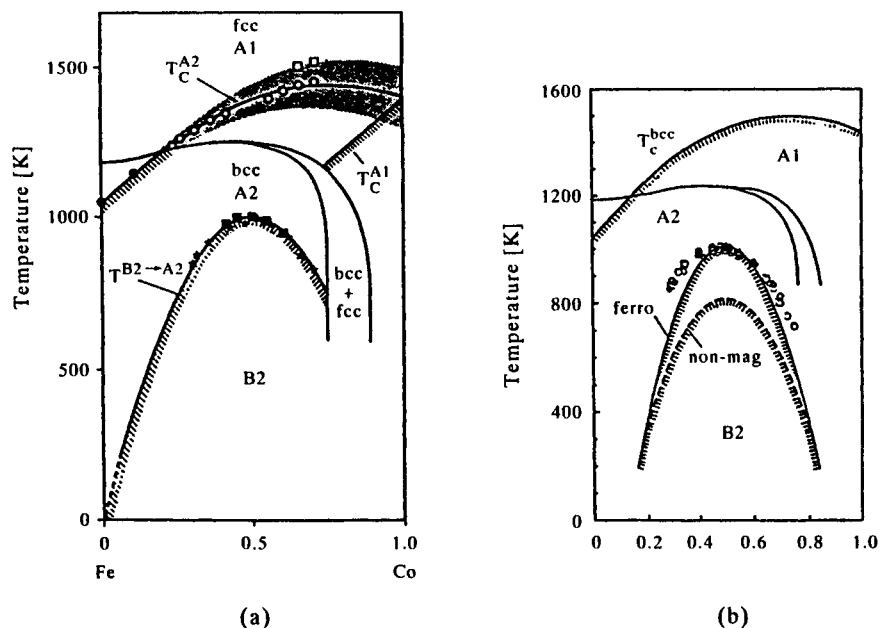 fcc
A1
T_C^A2
bcc
A2
T_C^A1
T^B2→A2
bcc
+
fcc
B2
Temperature [K]
1500
1000
500
0
0
0.5
1.0
Fe
Co
(a)
T_c^bcc
A1
A2
ferro
non-mag
B2
Temperature [K]
1600
1200
800
400
0
0
0.2
0.4
0.6
0.8
1.0
(b)